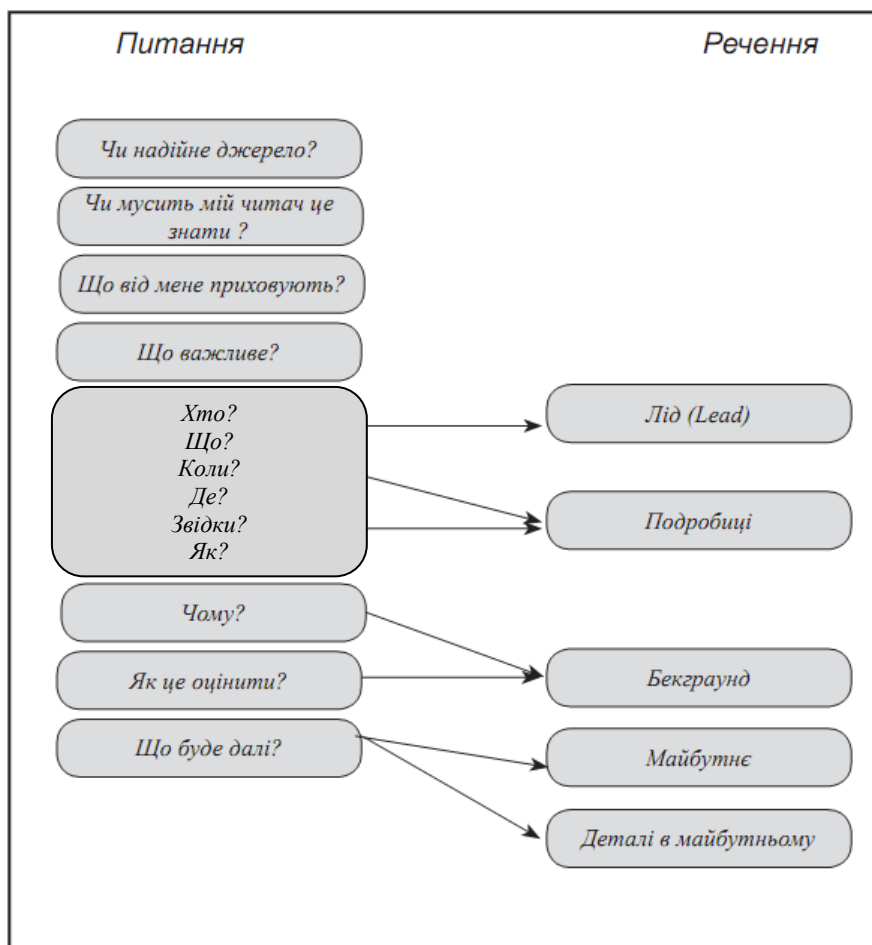 Питання
Речення
Чи надійне джерело?
Чи мусить мій читач це
знати ?
Що від мене приховують?
Що важливе?
Хто?
Що?
Коли?
Де?
Звідки?
Як?
Лід (Lead)
Подробиці
Чому?
Як це оцінити?
Що буде далі?
Бекграунд
Майбутнє
Деталі в майбутньому